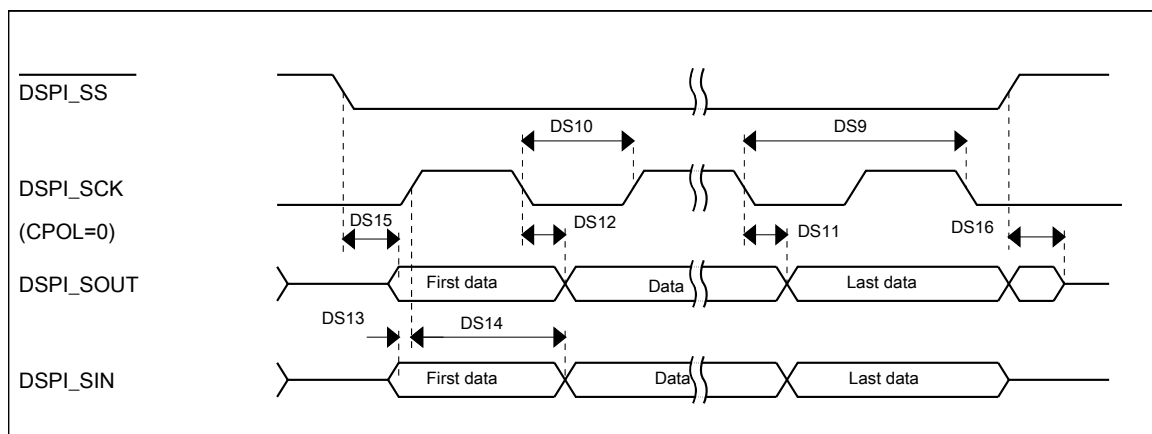 DSPI_SS
DS10
DS9
DSPI_SCK
(CPOL=0)
DS15
DS12
DS11
DS16
DSPI_SOUT
First data
Data
Last data
DS13
DS14
DSPI_SIN
First data
Data
Last data